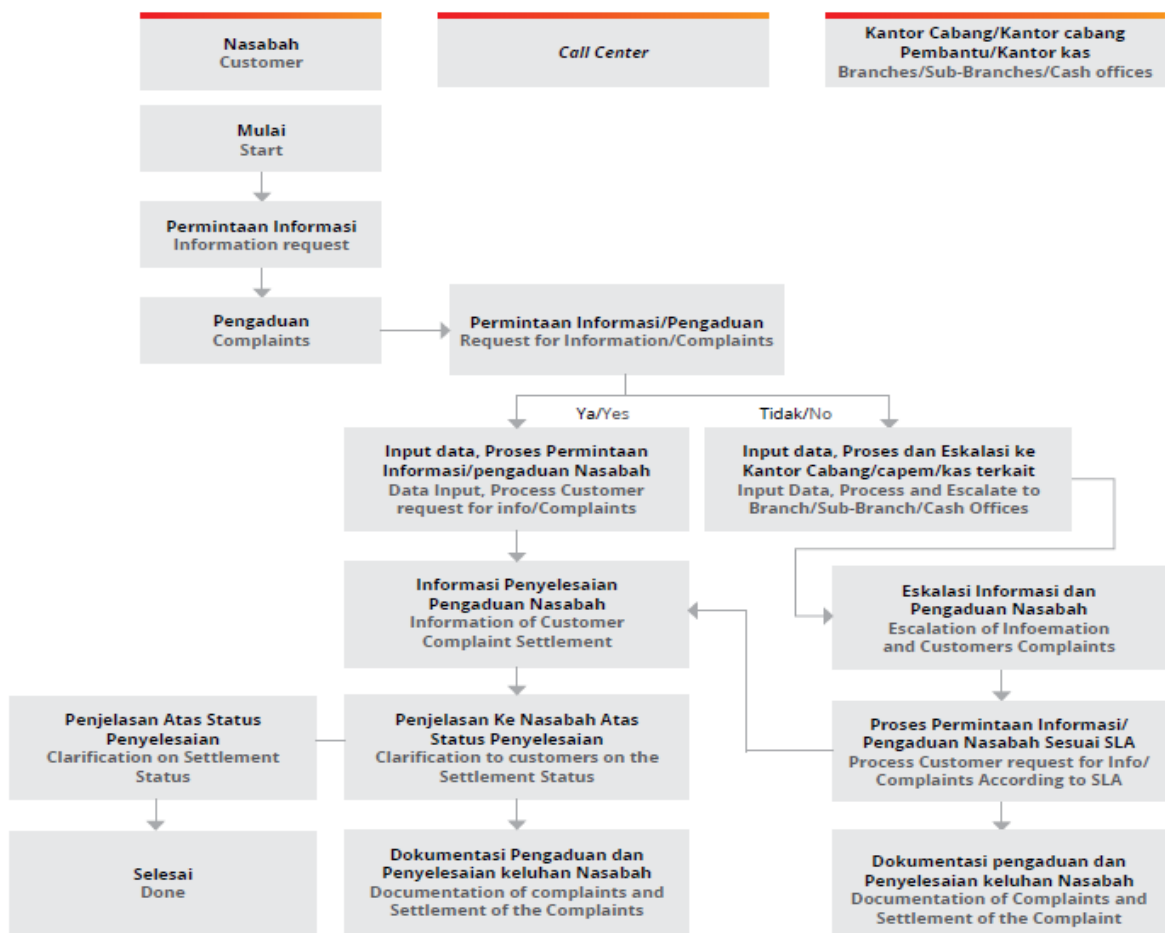 Nasabah
Customer
Call Center
Kantor Cabang/Kantor cabang
Pembantu/Kantor kas
Branches/Sub-Branches/Cash offices
Mulai
Start
Permintaan Informasi
Information request
Pengaduan
Complaints
Permintaan Informasi/Pengaduan
Request for Information/Complaints
Ya/Yes
Tidak/No
Input data, Proses Permintaan
Informasi/pengaduan Nasabah
Data Input, Process Customer
request for info/Complaints
Input data, Proses dan Eskalasi ke
Kantor Cabang/capem/kas terkait
Input Data, Process and Escalate to
Branch/Sub-Branch/Cash Offices
Informasi Penyelesaian
Pengaduan Nasabah
Information of Customer
Complaint Settlement
Eskalasi Informasi dan
Pengaduan Nasabah
Escalation of Infoemation
and Customers Complaints
Penjelasan Atas Status
Penyelesaian
Clarification on Settlement
Status
Penjelasan Ke Nasabah Atas
Status Penyelesaian
Clarification to customers on the
Settlement Status
Proses Permintaan Informasi/
Pengaduan Nasabah Sesuai SLA
Process Customer request for Info/
Complaints According to SLA
Selesai
Done
Dokumentasi Pengaduan dan
Penyelesaian keluhan Nasabah
Documentation of complaints and
Settlement of the Complaints
Dokumentasi pengaduan dan
Penyelesaian keluhan Nasabah
Documentation of Complaints and
Settlement of the Complaint